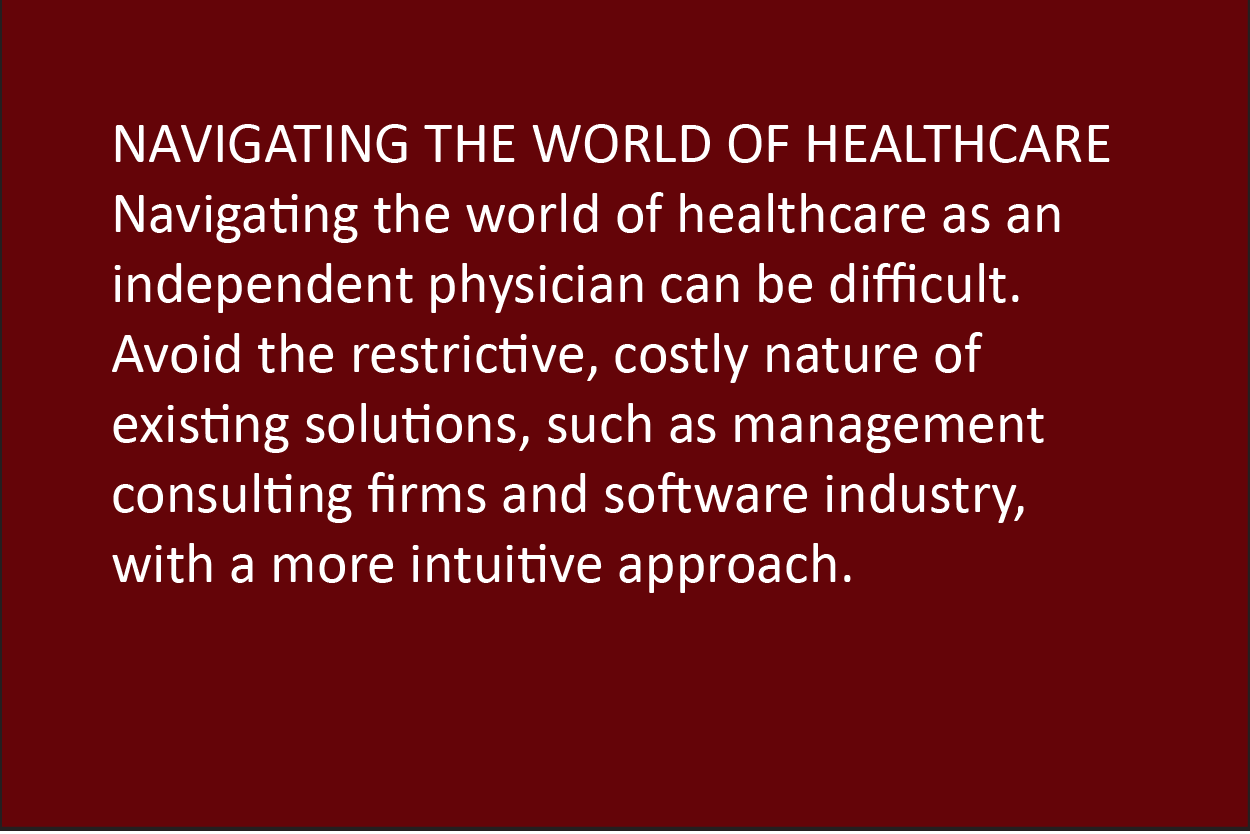 NAVIGATING THE WORLD OF HEALTHCARE
Navigating the world of healthcare as an
independent physician can be difficult.
Avoid the restrictive, costly nature of
existing solutions, such as management
consulting firms and software industry,
with a more intuitive approach.